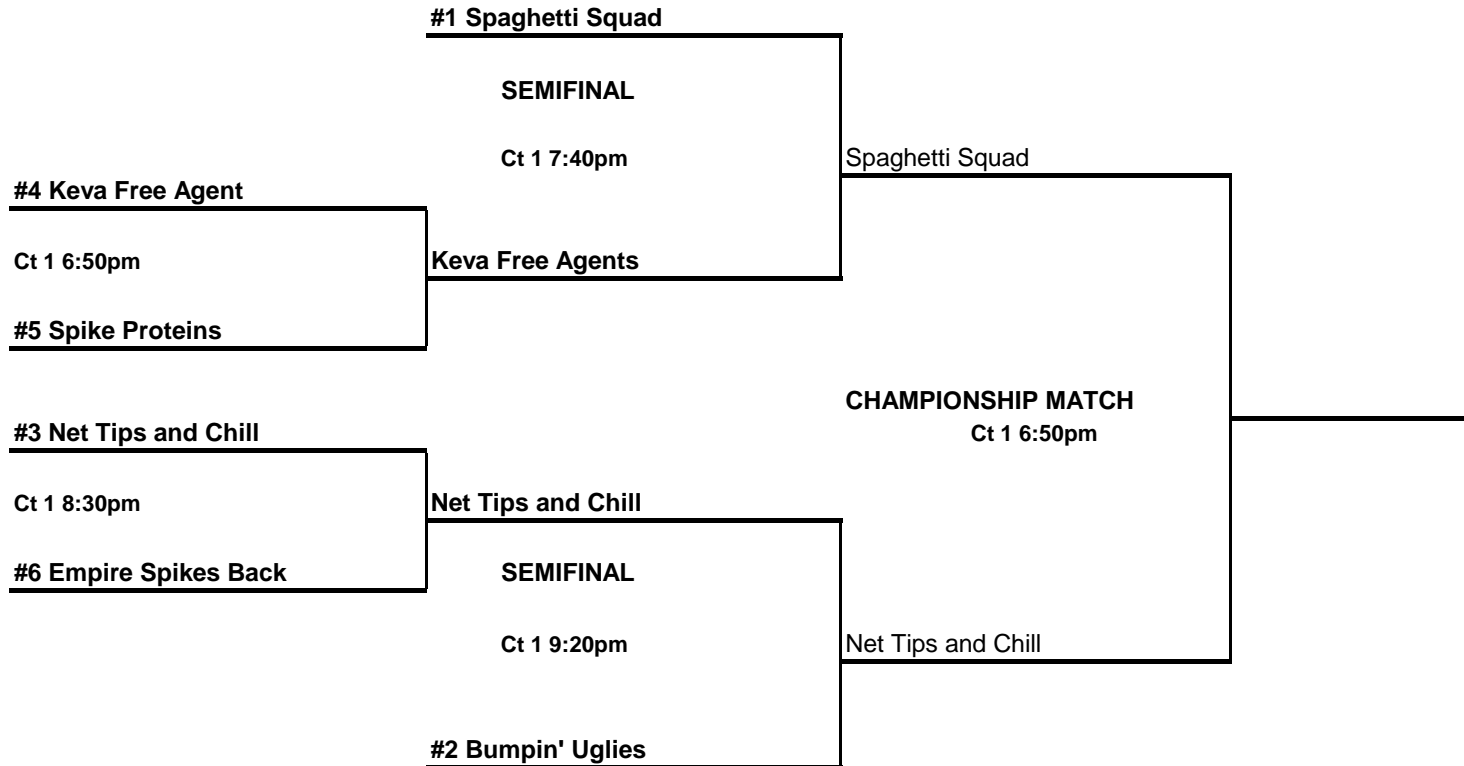 #1 Spaghetti Squad
SEMIFINAL
Ct 1 7:40pm
Spaghetti Squad
#4 Keva Free Agent
Ct 1 6:50pm
Keva Free Agents
#5 Spike Proteins
CHAMPIONSHIP MATCH
Ct 1 6:50pm
#3 Net Tips and Chill
Ct 1 8:30pm
Net Tips and Chill
#6 Empire Spikes Back
SEMIFINAL
Ct 1 9:20pm
Net Tips and Chill
#2 Bumpin' Uglies